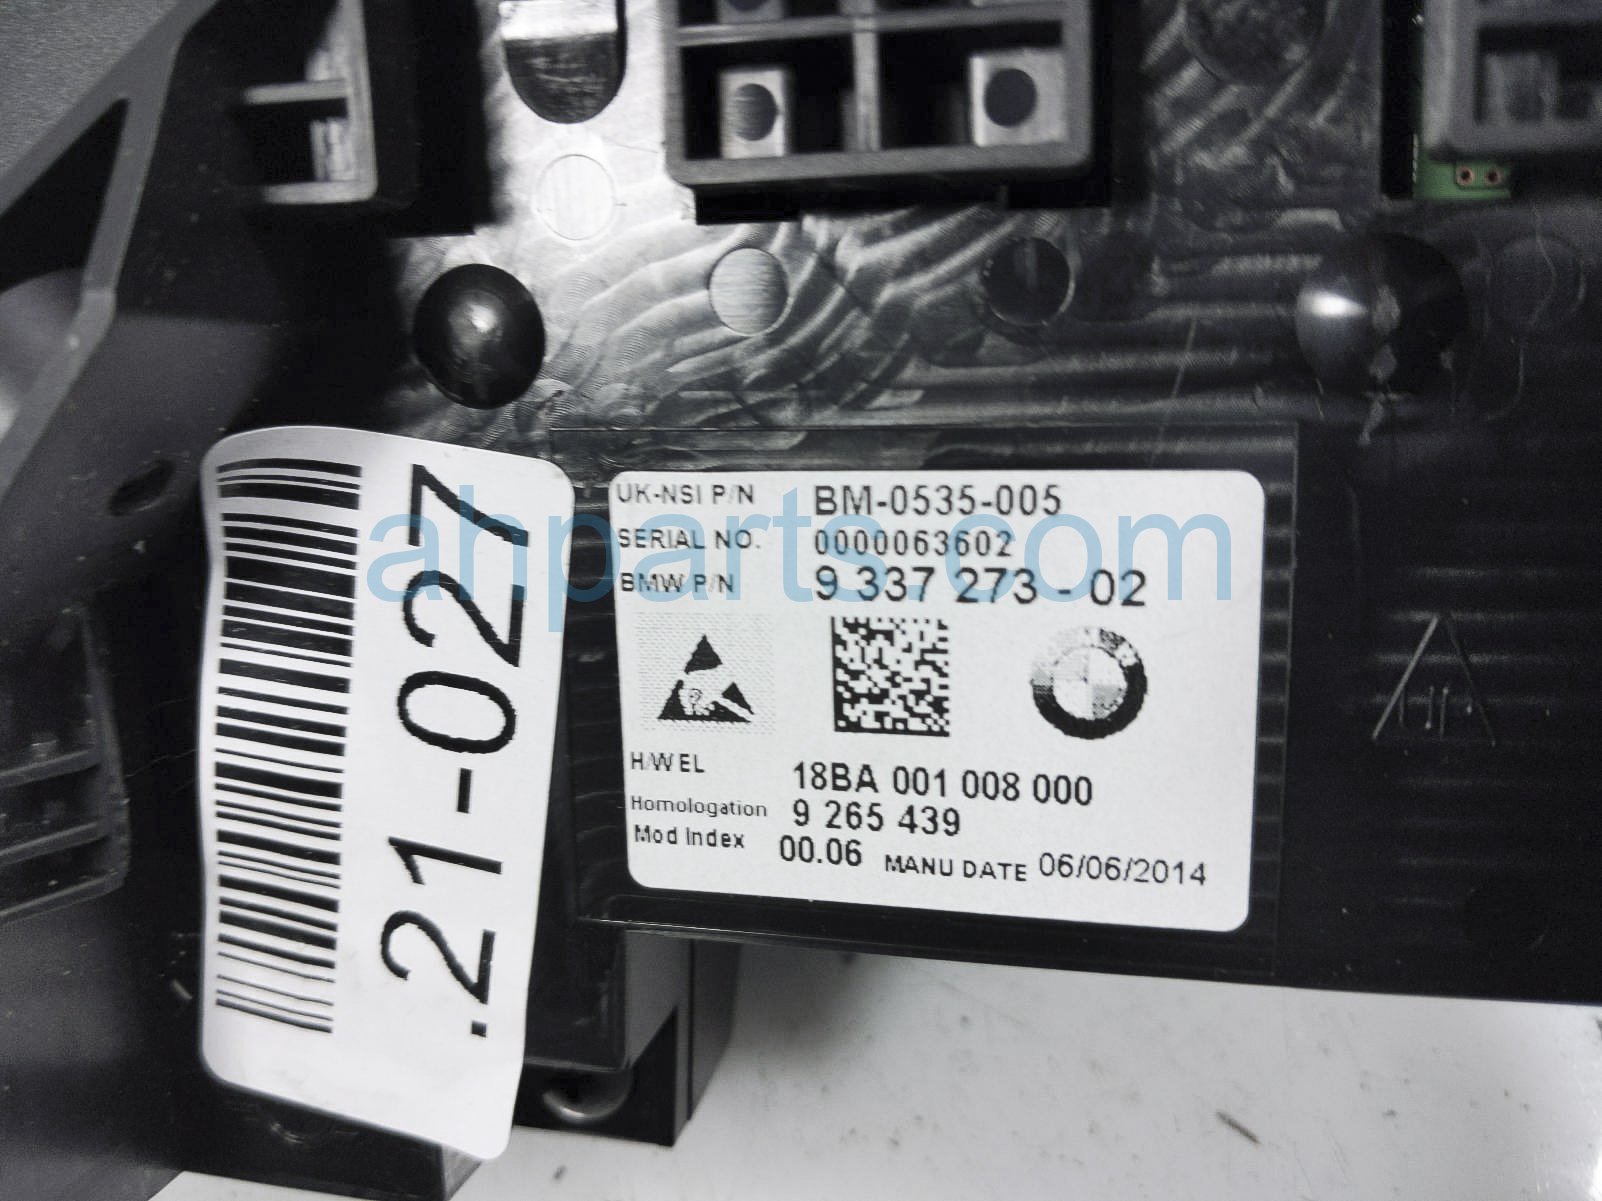 UK-NSI P/N BM-0535-005
SERIAL NO. 0000063602
BMW P/N 9 337 273-02
H/W EL 18BA 001 008 000
Homologation 9 265 439
Mod Index 00.06 MANU DATE 06/06/2014
.21-027
ahparts.com